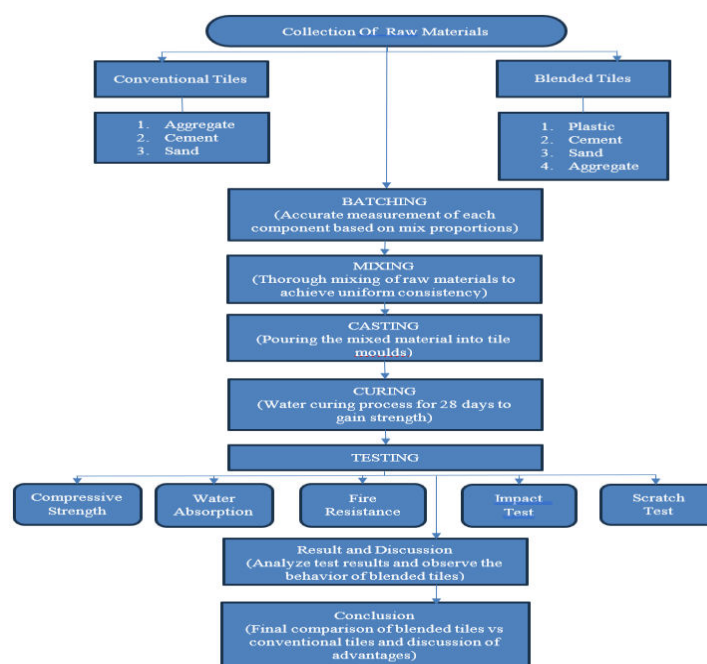 Collection Of Raw Materials
Conventional Tiles
Blended Tiles
1. Aggregate
2. Cement
3. Sand
1. Plastic
2. Cement
3. Sand
4. Aggregate
BATCHING
(Accurate measurement of each
component based on mix proportions)
MIXING
(Thorough mixing of raw materials to
achieve uniform consistency)
CASTING
(Pouring the mixed material into tile
moulds)
CURING
(Water curing process for 28 days to
gain strength)
TESTING
Compressive
Strength
Water
Absorption
Fire
Resistance
Impact
Test
Scratch
Test
Result and Discussion
(Analyze test results and observe the
behavior of blended tiles)
Conclusion
(Final comparison of blended tiles vs
conventional tiles and discussion of
advantages)